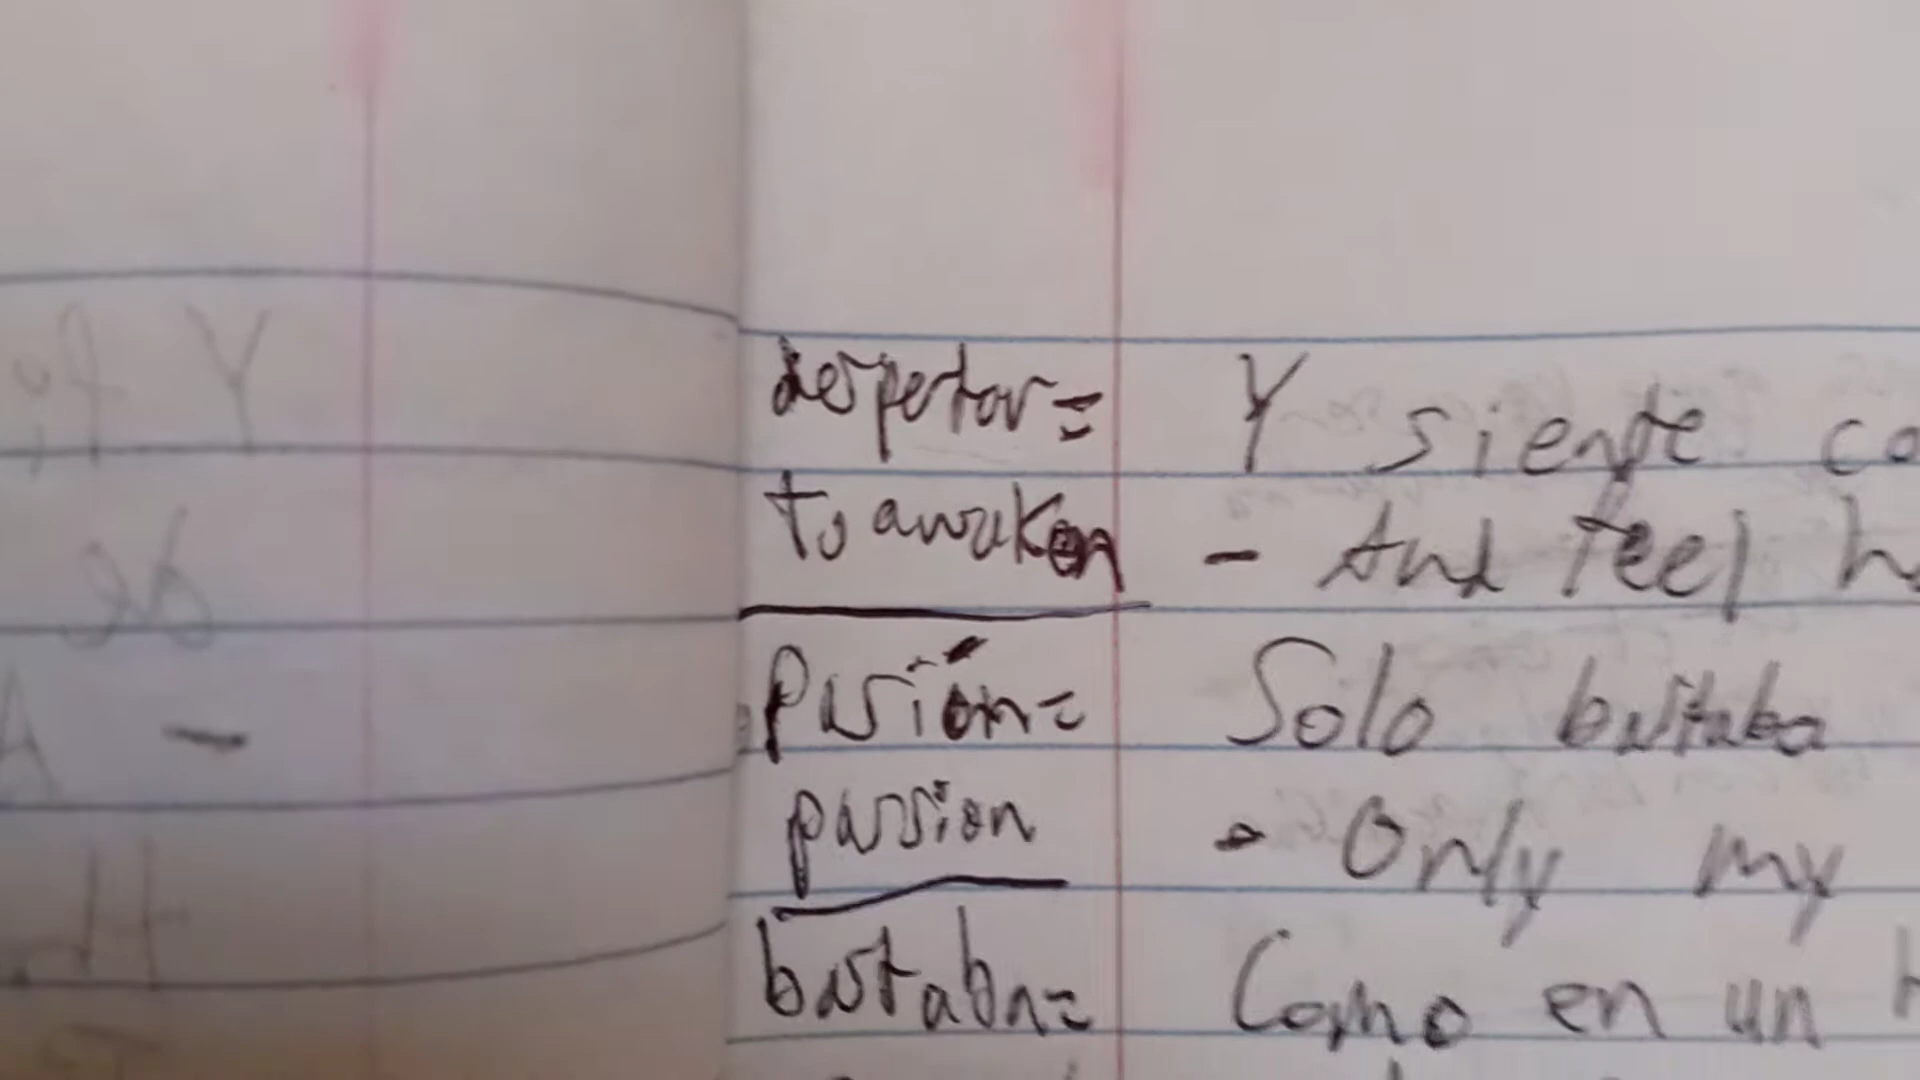 despertar= Y siente co
to awaken - And feel h
Pasión= Solo bastaba
passion - Only my
bastaba= Como en un